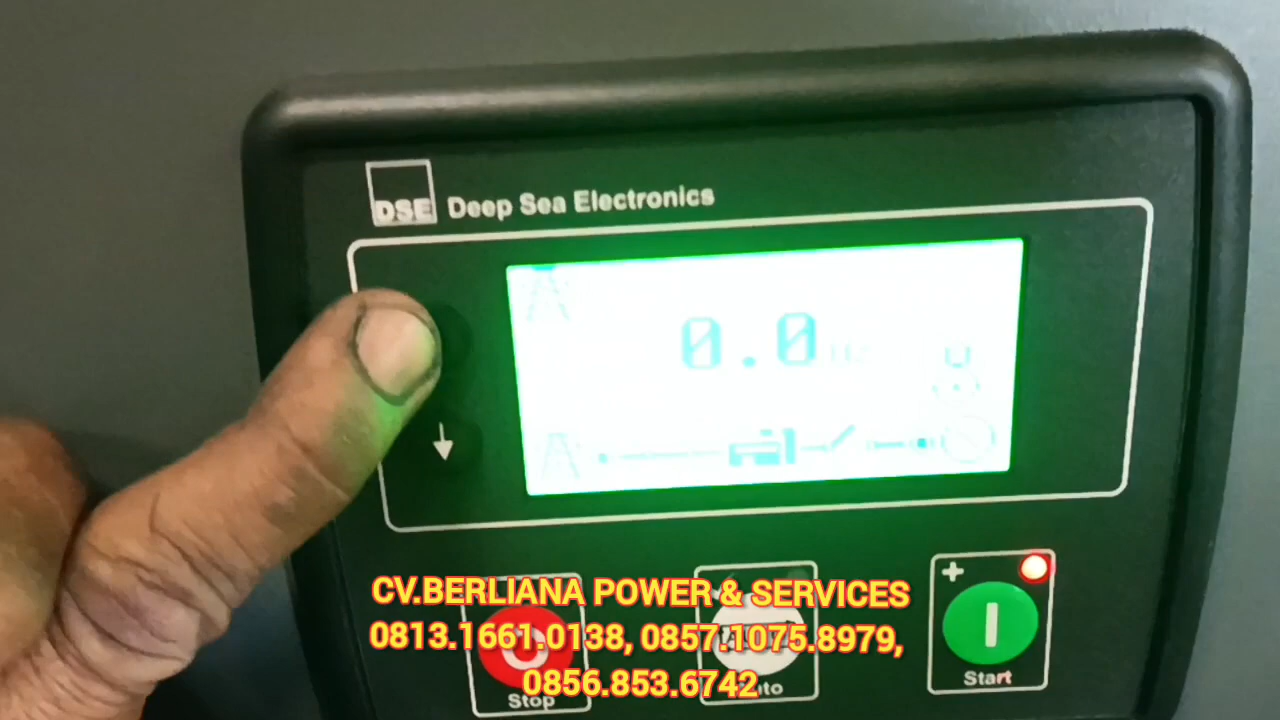 DSE Deep Sea Electronics
0.0 Hz
CV.BERLIANA POWER & SERVICES
0813.1661.0138, 0857.1075.8979,
0856.853.6742
Stop
Start